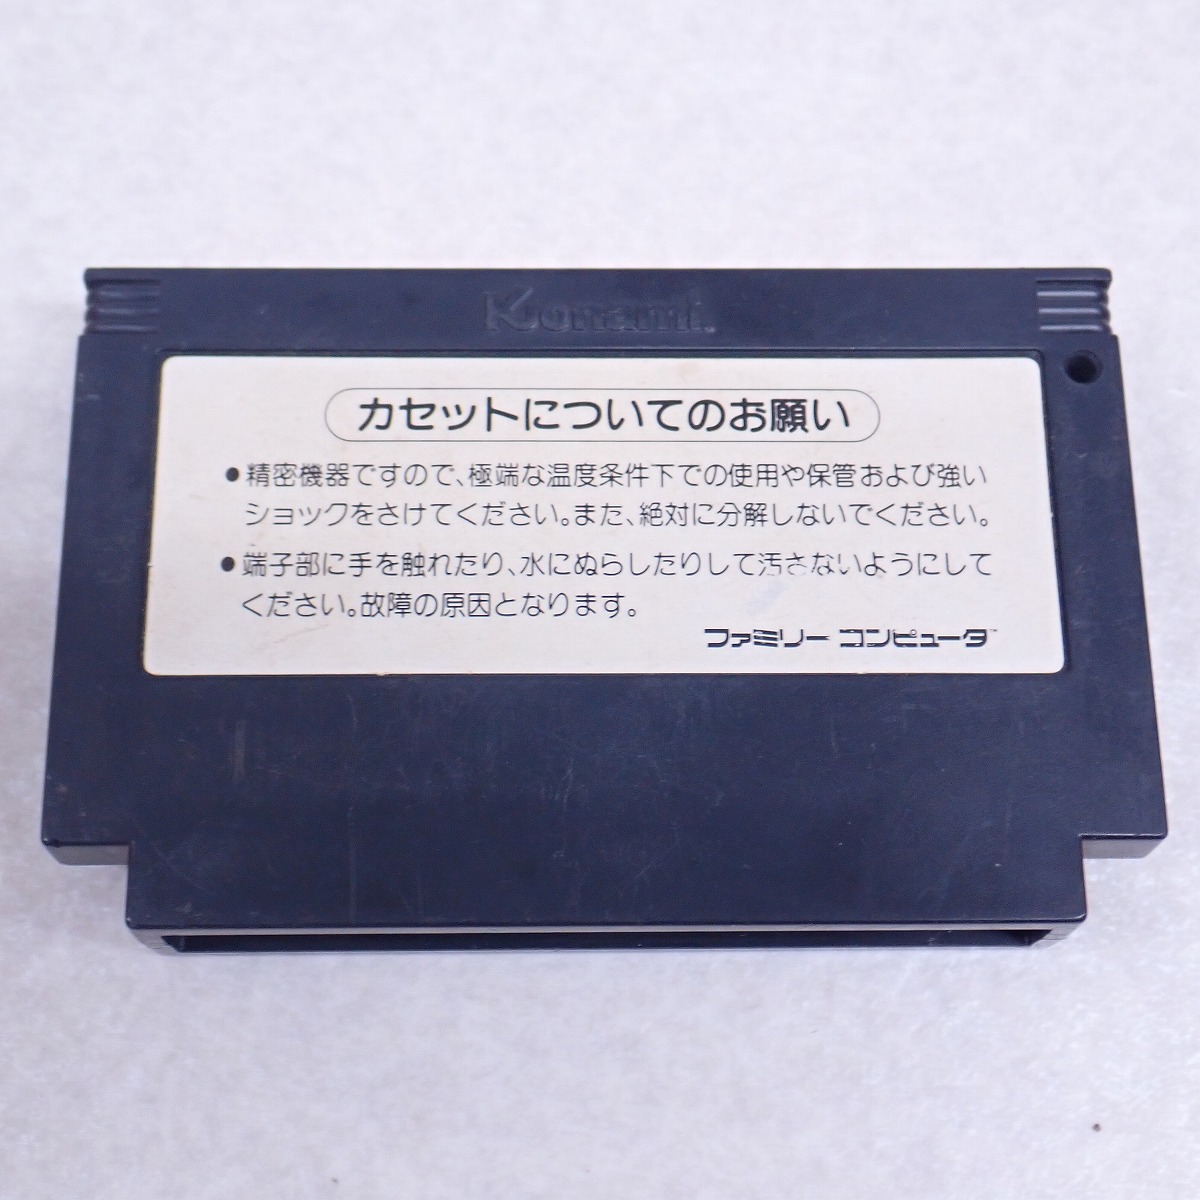 Konami
カセットについてのお願い
●精密機器ですので、極端な温度条件下での使用や保管および強い
ショックをさけてください。また、絶対に分解しないでください。
●端子部に手を触れたり、水にぬらしたりして汚さないようにして
ください。故障の原因となります。
ファミリー コンピュータ™